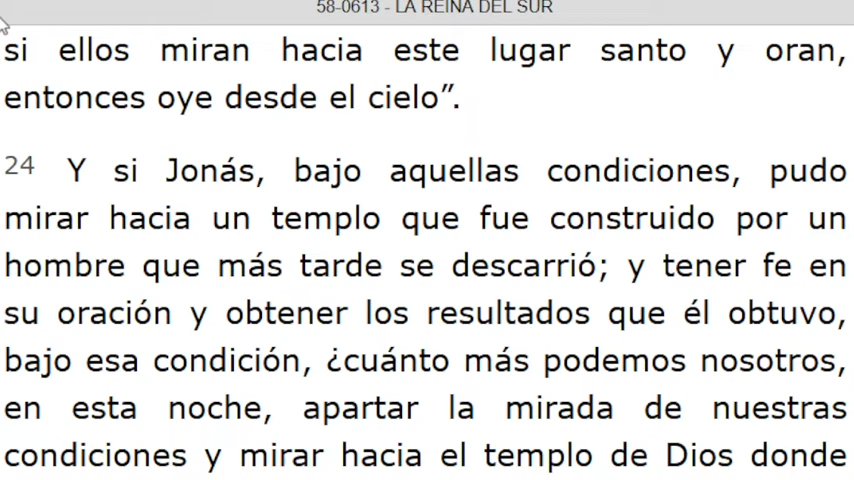 58-0613 - LA REINA DEL SUR
si ellos miran hacia este lugar santo y oran,
entonces oye desde el cielo”.
24 Y si Jonás, bajo aquellas condiciones, pudo
mirar hacia un templo que fue construido por un
hombre que más tarde se descarrió; y tener fe en
su oración y obtener los resultados que él obtuvo,
bajo esa condición, ¿cuánto más podemos nosotros,
en esta noche, apartar la mirada de nuestras
condiciones y mirar hacia el templo de Dios donde